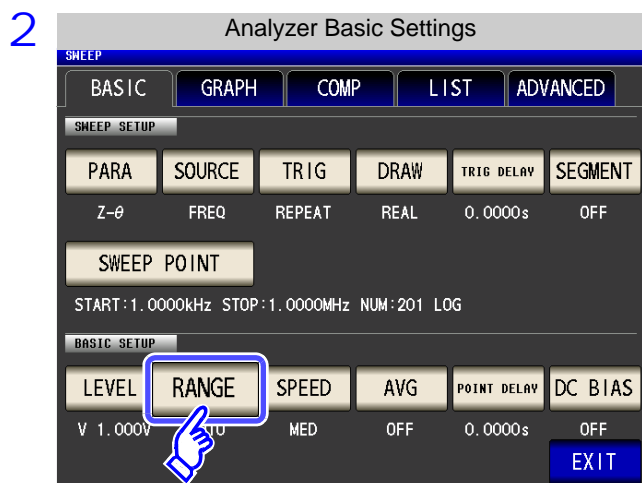 2
Analyzer Basic Settings
SWEEP
BASIC GRAPH COMP LIST ADVANCED
SWEEP SETUP
PARA SOURCE TRIG DRAW TRIG DELAY SEGMENT
Z-θ FREQ REPEAT REAL 0.0000s OFF
SWEEP POINT
START:1.0000kHz STOP:1.0000MHz NUM:201 LOG
BASIC SETUP
LEVEL RANGE SPEED AVG POINT DELAY DC BIAS
V 1.000V MED OFF 0.0000s OFF
EXIT